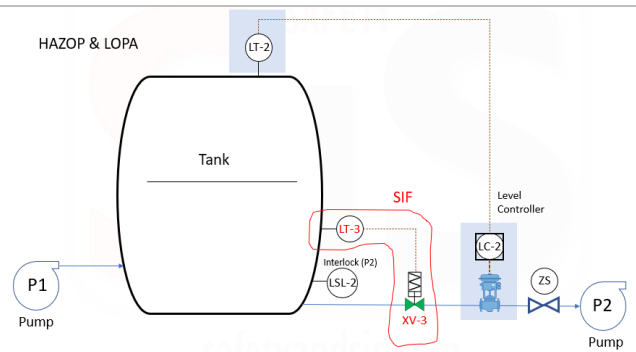 HAZOP & LOPA
LT-2
Tank
SIF
Level
Controller
LT-3
LC-2
Interlock (P2)
LSL-2
ZS
P1
P2
XV-3
Pump
Pump